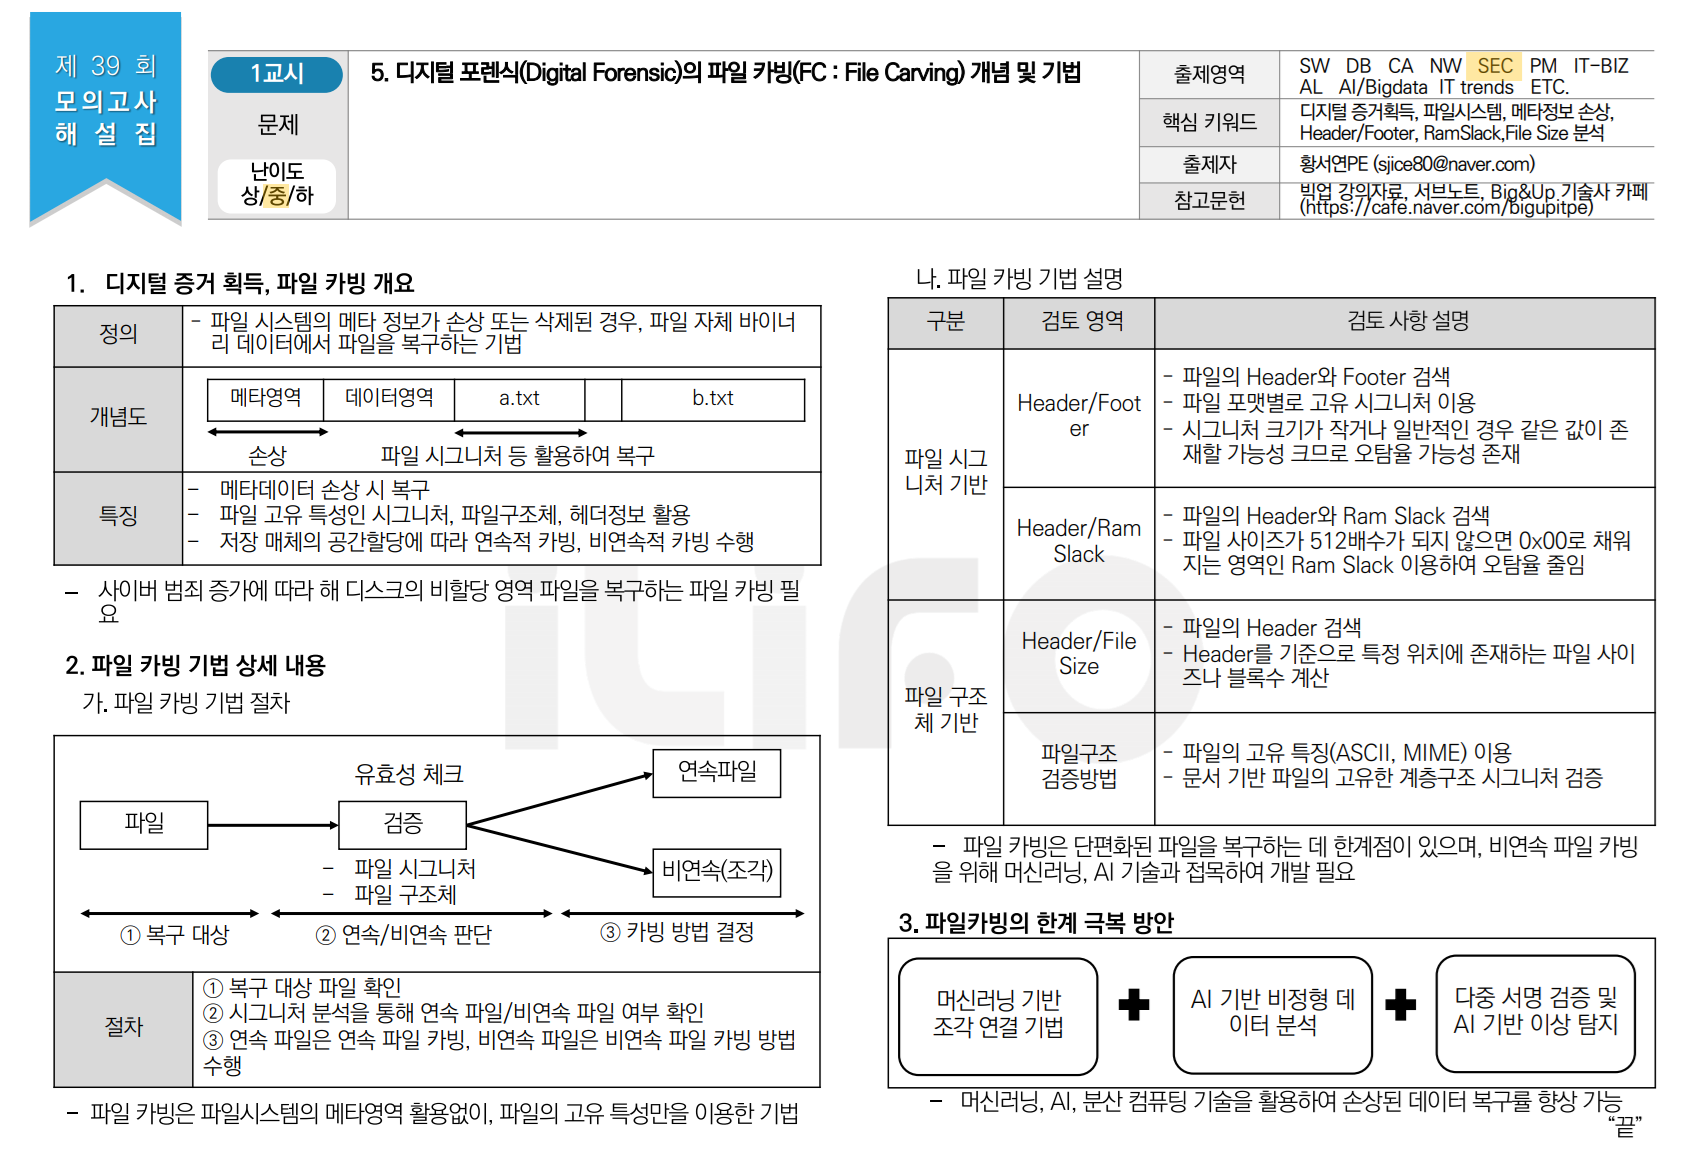 제 39 회
모의고사
해 설 집
1교시
문제
난이도
상/중/하
5. 디지털 포렌식(Digital Forensic)의 파일 카빙(FC : File Carving) 개념 및 기법
출제영역
SW DB CA NW SEC PM IT-BIZ
AL AI/Bigdata IT trends ETC.
핵심 키워드
디지털 증거획득, 파일시스템, 메타정보 손상,
Header/Footer, RamSlack,File Size 분석
출제자
황서연PE (sjice80@naver.com)
참고문헌
빅업 강의자료, 서브노트, Big&Up 기술사 카페
(https://cafe.naver.com/bigupitpe)
1. 디지털 증거 획득, 파일 카빙 개요
정의
- 파일 시스템의 메타 정보가 손상 또는 삭제된 경우, 파일 자체 바이너
리 데이터에서 파일을 복구하는 기법
개념도
메타영역 데이터영역 a.txt b.txt
손상 파일 시그니처 등 활용하여 복구
특징
- 메타데이터 손상 시 복구
- 파일 고유 특성인 시그니처, 파일구조체, 헤더정보 활용
- 저장 매체의 공간할당에 따라 연속적 카빙, 비연속적 카빙 수행
- 사이버 범죄 증가에 따라 해 디스크의 비할당 영역 파일을 복구하는 파일 카빙 필
요
2. 파일 카빙 기법 상세 내용
가. 파일 카빙 기법 절차
유효성 체크
파일
검증
연속파일
비연속(조각)
- 파일 시그니처
- 파일 구조체
① 복구 대상
② 연속/비연속 판단
③ 카빙 방법 결정
절차
① 복구 대상 파일 확인
② 시그니처 분석을 통해 연속 파일/비연속 파일 여부 확인
③ 연속 파일은 연속 파일 카빙, 비연속 파일은 비연속 파일 카빙 방법
수행
- 파일 카빙은 파일시스템의 메타영역 활용없이, 파일의 고유 특성만을 이용한 기법
나. 파일 카빙 기법 설명
구분 검토 영역 검토 사항 설명
파일 시그
니처 기반
Header/Foot
er
- 파일의 Header와 Footer 검색
- 파일 포맷별로 고유 시그니처 이용
- 시그니처 크기가 작거나 일반적인 경우 같은 값이 존
재할 가능성 크므로 오탐율 가능성 존재
Header/Ram
Slack
- 파일의 Header와 Ram Slack 검색
- 파일 사이즈가 512배수가 되지 않으면 0x00로 채워
지는 영역인 Ram Slack 이용하여 오탐율 줄임
파일 구조
체 기반
Header/File
Size
- 파일의 Header 검색
- Header를 기준으로 특정 위치에 존재하는 파일 사이
즈나 블록수 계산
파일구조
검증방법
- 파일의 고유 특징(ASCII, MIME) 이용
- 문서 기반 파일의 고유한 계층구조 시그니처 검증
- 파일 카빙은 단편화된 파일을 복구하는 데 한계점이 있으며, 비연속 파일 카빙
을 위해 머신러닝, AI 기술과 접목하여 개발 필요
3. 파일카빙의 한계 극복 방안
머신러닝 기반
조각 연결 기법
AI 기반 비정형 데
이터 분석
다중 서명 검증 및
AI 기반 이상 탐지
- 머신러닝, AI, 분산 컴퓨팅 기술을 활용하여 손상된 데이터 복구률 향상 가능
“끝”
iLIFO